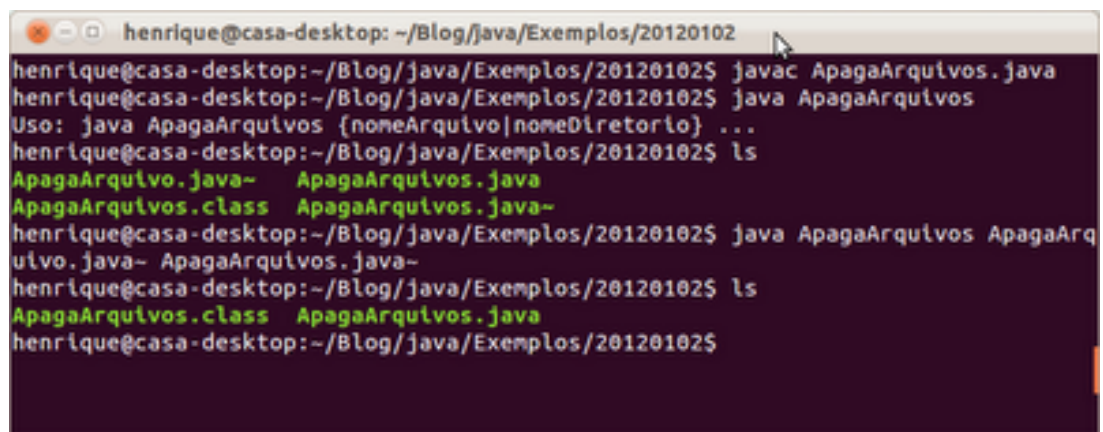 henrique@casa-desktop: ~/Blog/java/Exemplos/20120102
henrique@casa-desktop:~/Blog/java/Exemplos/20120102$ javac ApagaArquivos.java
henrique@casa-desktop:~/Blog/java/Exemplos/20120102$ java ApagaArquivos
Uso: java ApagaArquivos {nomeArquivo|nomeDiretorio} ...
henrique@casa-desktop:~/Blog/java/Exemplos/20120102$ ls
ApagaArquivo.java~   ApagaArquivos.java
ApagaArquivos.class  ApagaArquivos.java~
henrique@casa-desktop:~/Blog/java/Exemplos/20120102$ java ApagaArquivos ApagaArq
uivo.java~ ApagaArquivos.java~
henrique@casa-desktop:~/Blog/java/Exemplos/20120102$ ls
ApagaArquivos.class  ApagaArquivos.java
henrique@casa-desktop:~/Blog/java/Exemplos/20120102$